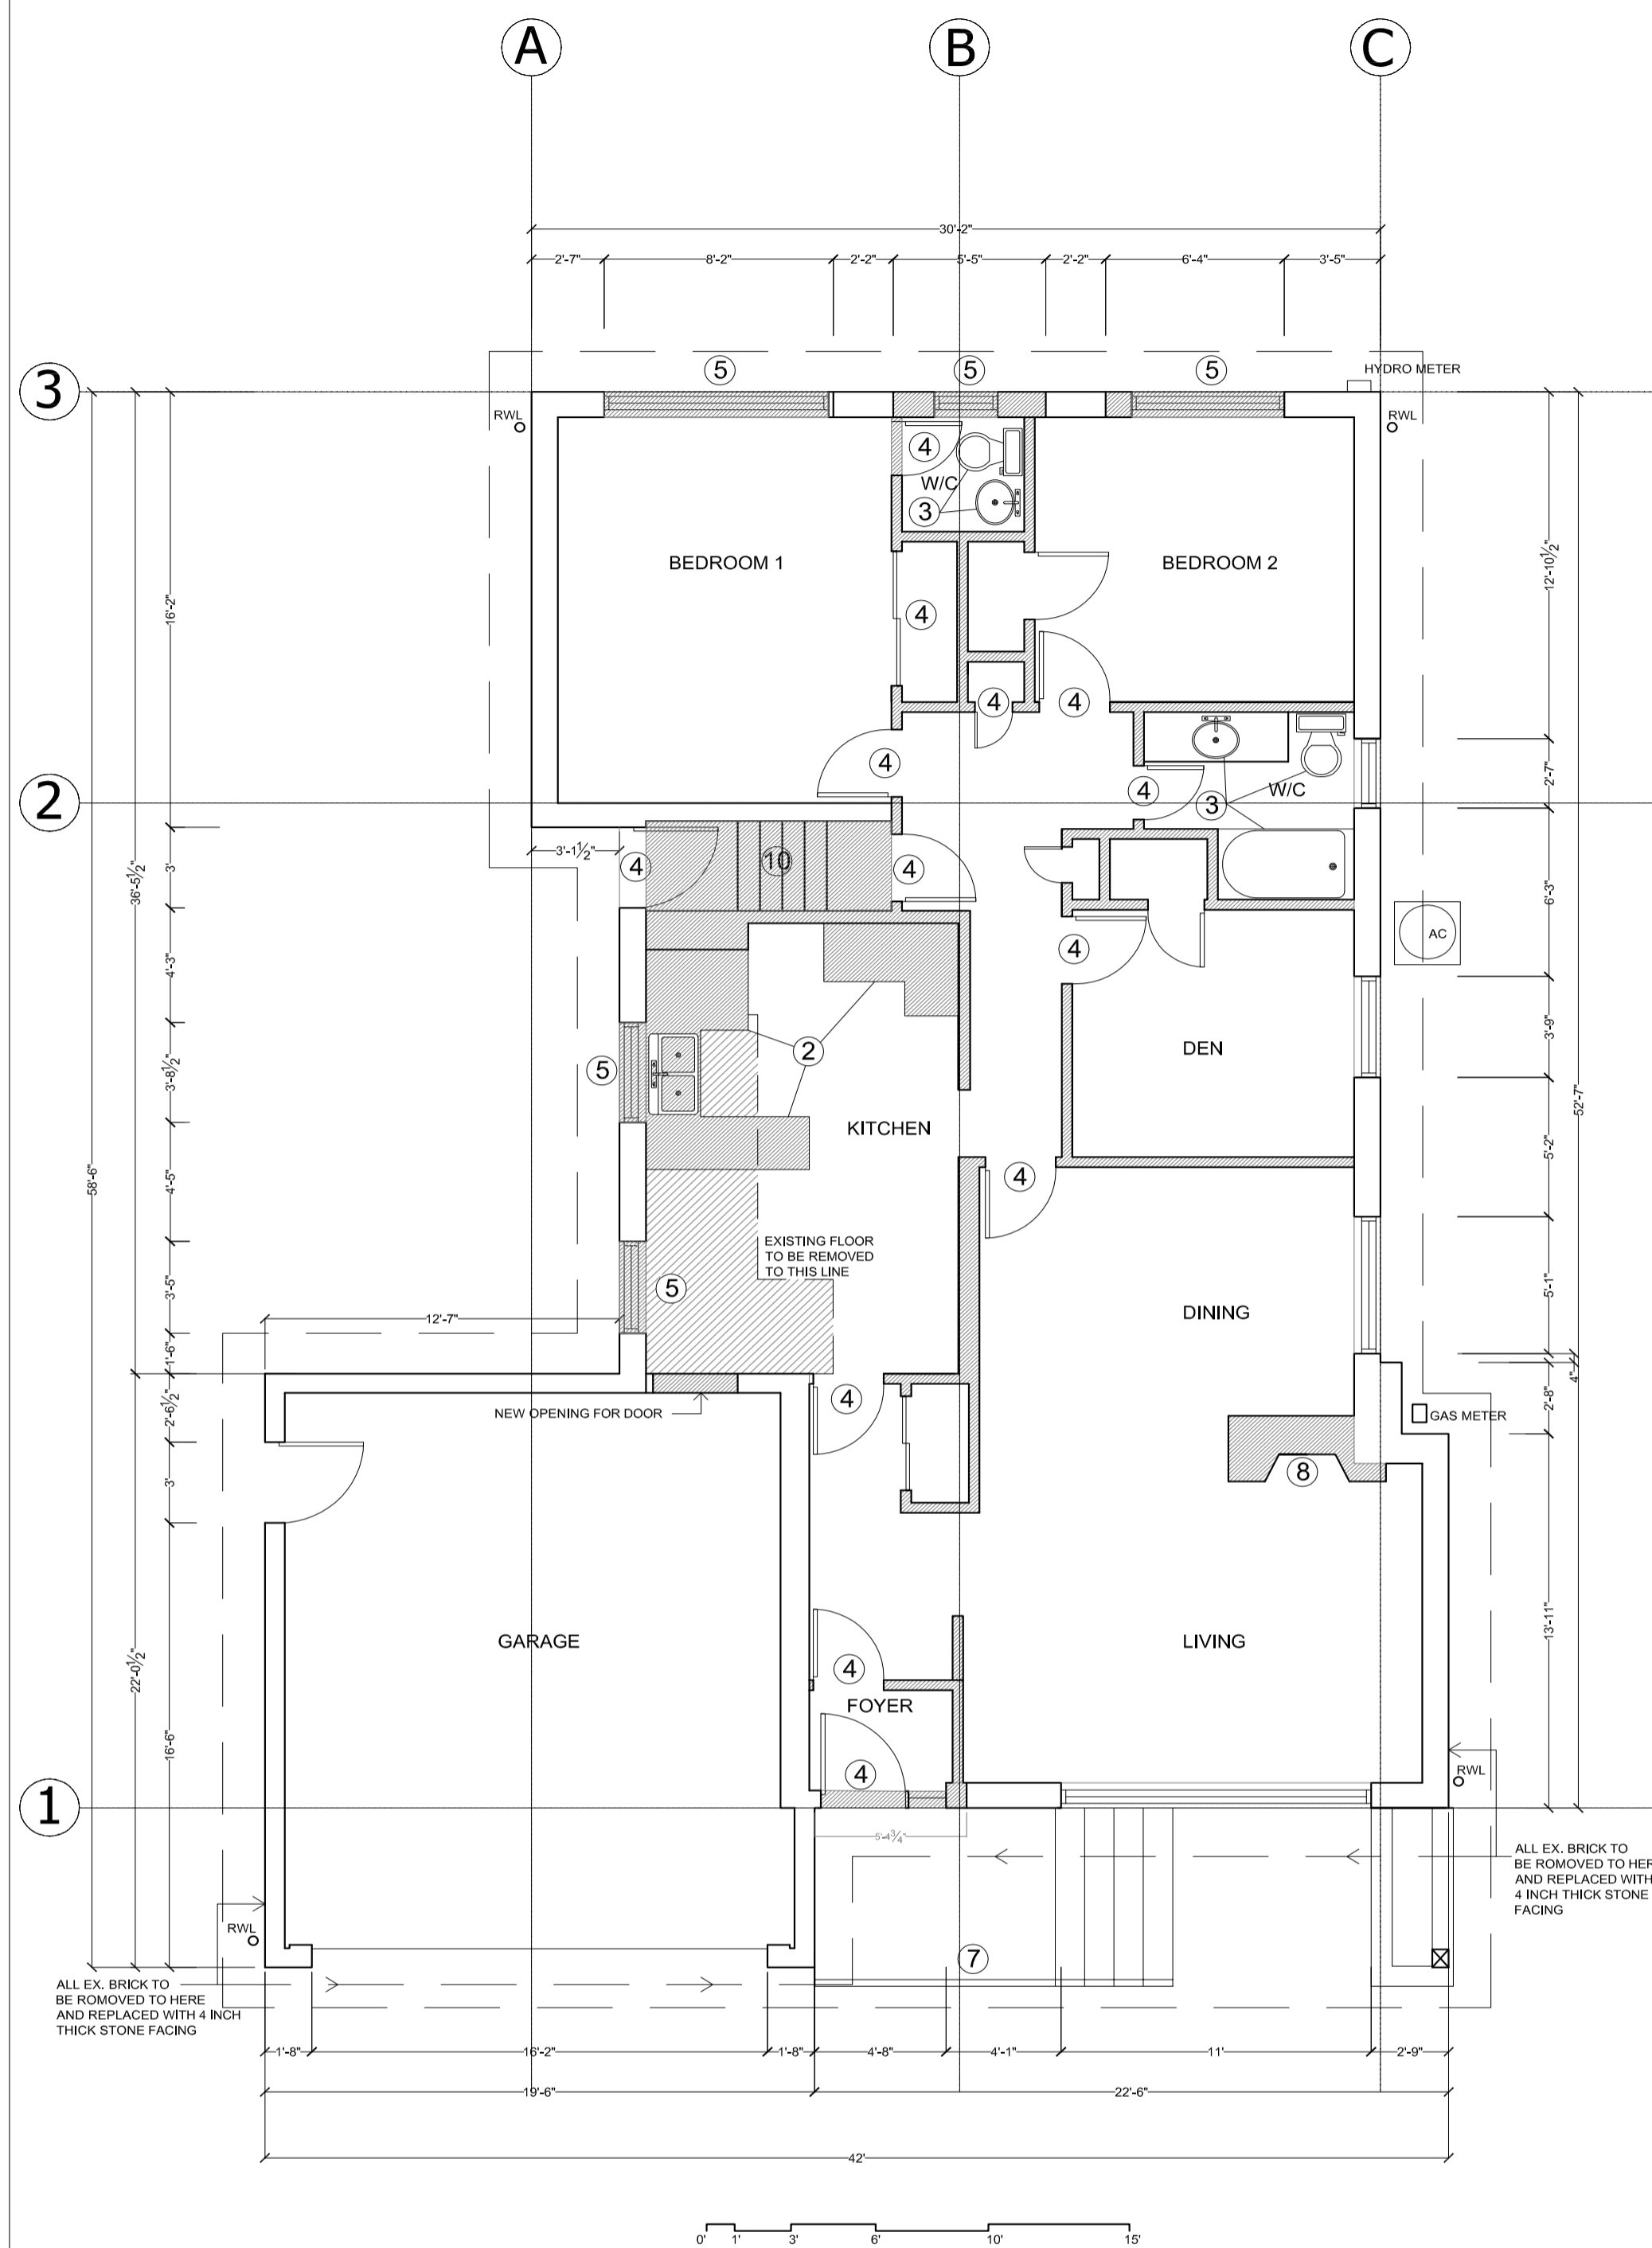 A B C
30'-2"
2'-7" 8'-2" 2'-2" 5'-5" 2'-2" 6'-4" 3'-5"
5 5 5
HYDRO METER
3
RWL
RWL
4
W/C
3
BEDROOM 1
BEDROOM 2
12'-10½"
16'-2"
4
4
4
4
4
W/C
3
2'-7"
2
3'-1½"
4
10
4
3'
36'-5½"
6'-3"
AC
4
4'-3"
DEN
2
5
3'-8½"
3'-9"
52'-7"
KITCHEN
4'-5"
58'-6"
4
5'-2"
EXISTING FLOOR
TO BE REMOVED
TO THIS LINE
5
3'-5"
12'-7"
DINING
5'-1"
1'-6"
4"
2'-8"
2'-6½"
4
NEW OPENING FOR DOOR
GAS METER
8
3'
GARAGE
LIVING
13'-11"
22'-0½"
4
FOYER
16'-6"
4
RWL
1
5'-4¾"
ALL EX. BRICK TO
BE ROMOVED TO HER
AND REPLACED WITH
4 INCH THICK STONE
FACING
RWL
7
ALL EX. BRICK TO
BE ROMOVED TO HERE
AND REPLACED WITH 4 INCH
THICK STONE FACING
1'-8" 16'-2" 1'-8" 4'-8" 4'-1" 11' 2'-9"
19'-6" 22'-6"
42'
0' 1' 3' 6' 10' 15'